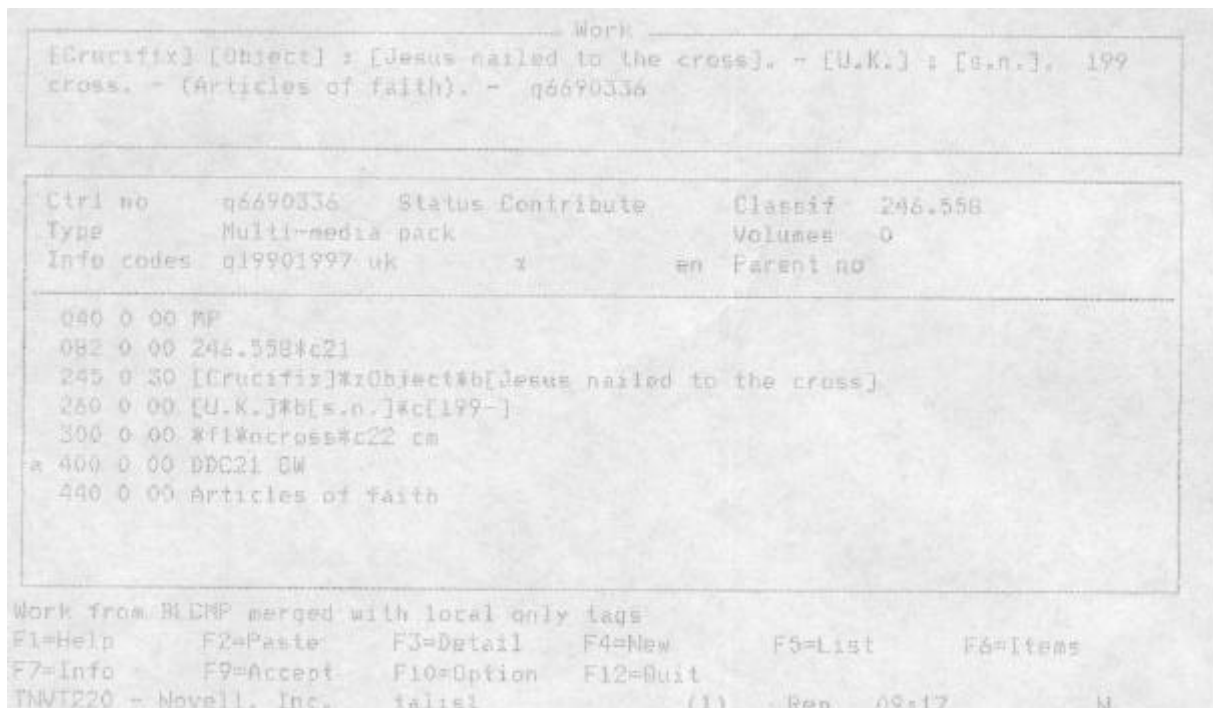 Work
[Crucifix] [Object] : [Jesus nailed to the cross]. - [U.K.] : [s.n.], 199
cross. - (Articles of faith). - q6690336
Ctrl no q6690336 Status Contribute Classif 246.558
Type Multi-media pack Volumes 0
Info codes q19901997 uk x en Parent no
040 0 00 MP
082 0 00 246.558*c21
245 0 30 [Crucifix]*zObject*b[Jesus nailed to the cross]
260 0 00 [U.K.]*b[s.n.]*c[199-]
300 0 00 *f1*ncross*c22 cm
a 400 0 00 DDC21 CW
440 0 00 Articles of faith
Work from BLCMP merged with local only tags
F1=Help F2=Paste F3=Detail F4=New F5=List F6=Items
F7=Info F9=Accept F10=Option F12=Quit
TNVT220 - Novell, Inc. talis1 (1) Rep 09:17 N